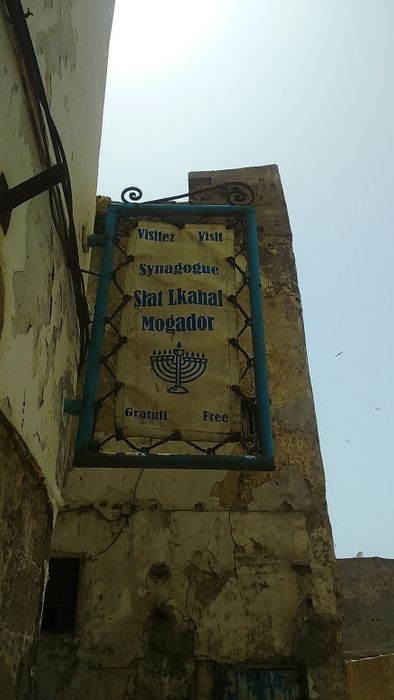 Visitez Visit
Synagogue
Slat Lkahal
Mogador
Gratuit Free